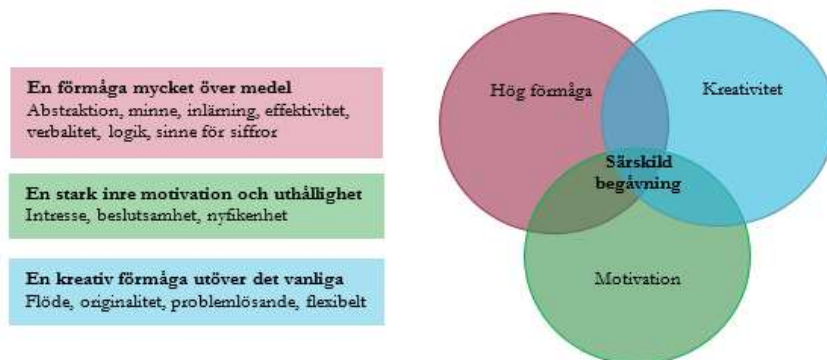 En förmåga mycket över medel
Abstraktion, minne, inlärning, effektivitet,
verbalitet, logik, sinne för siffror
En stark inre motivation och uthållighet
Intresse, beslutsamhet, nyfikenhet
En kreativ förmåga utöver det vanliga
Flöde, originalitet, problemlösande, flexibelt
Hög förmåga
Kreativitet
Särskild
begåvning
Motivation